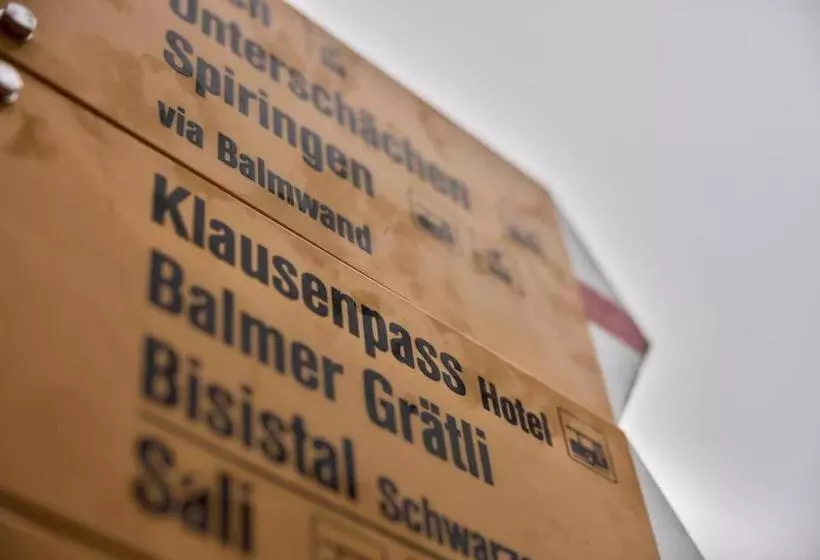 Unterschächen
Spiringen
via Balmwand
Klausenpass Hotel
Balmer Grätli
Bisistal
Sali